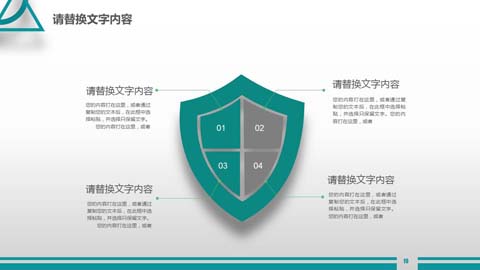 请替换文字内容
请替换文字内容
您的内容打在这里，或者通过
复制您的文本后，在此框中选
择粘贴，并选择只保留文字。
您的内容打在这里，或者
请替换文字内容
您的内容打在这里，或者通过复
制您的文本后，在此框中选择粘
贴，并选择只保留文字。您的内
容打在这里，或者
01
02
03
04
请替换文字内容
您的内容打在这里，或者通过
复制您的文本后，在此框中选
择粘贴，并选择只保留文字。
您的内容打在这里，或者
请替换文字内容
您的内容打在这里，或者通过复
制您的文本后，在此框中选择
粘贴，并选择只保留文字。
您的内容打在这里，或者
19